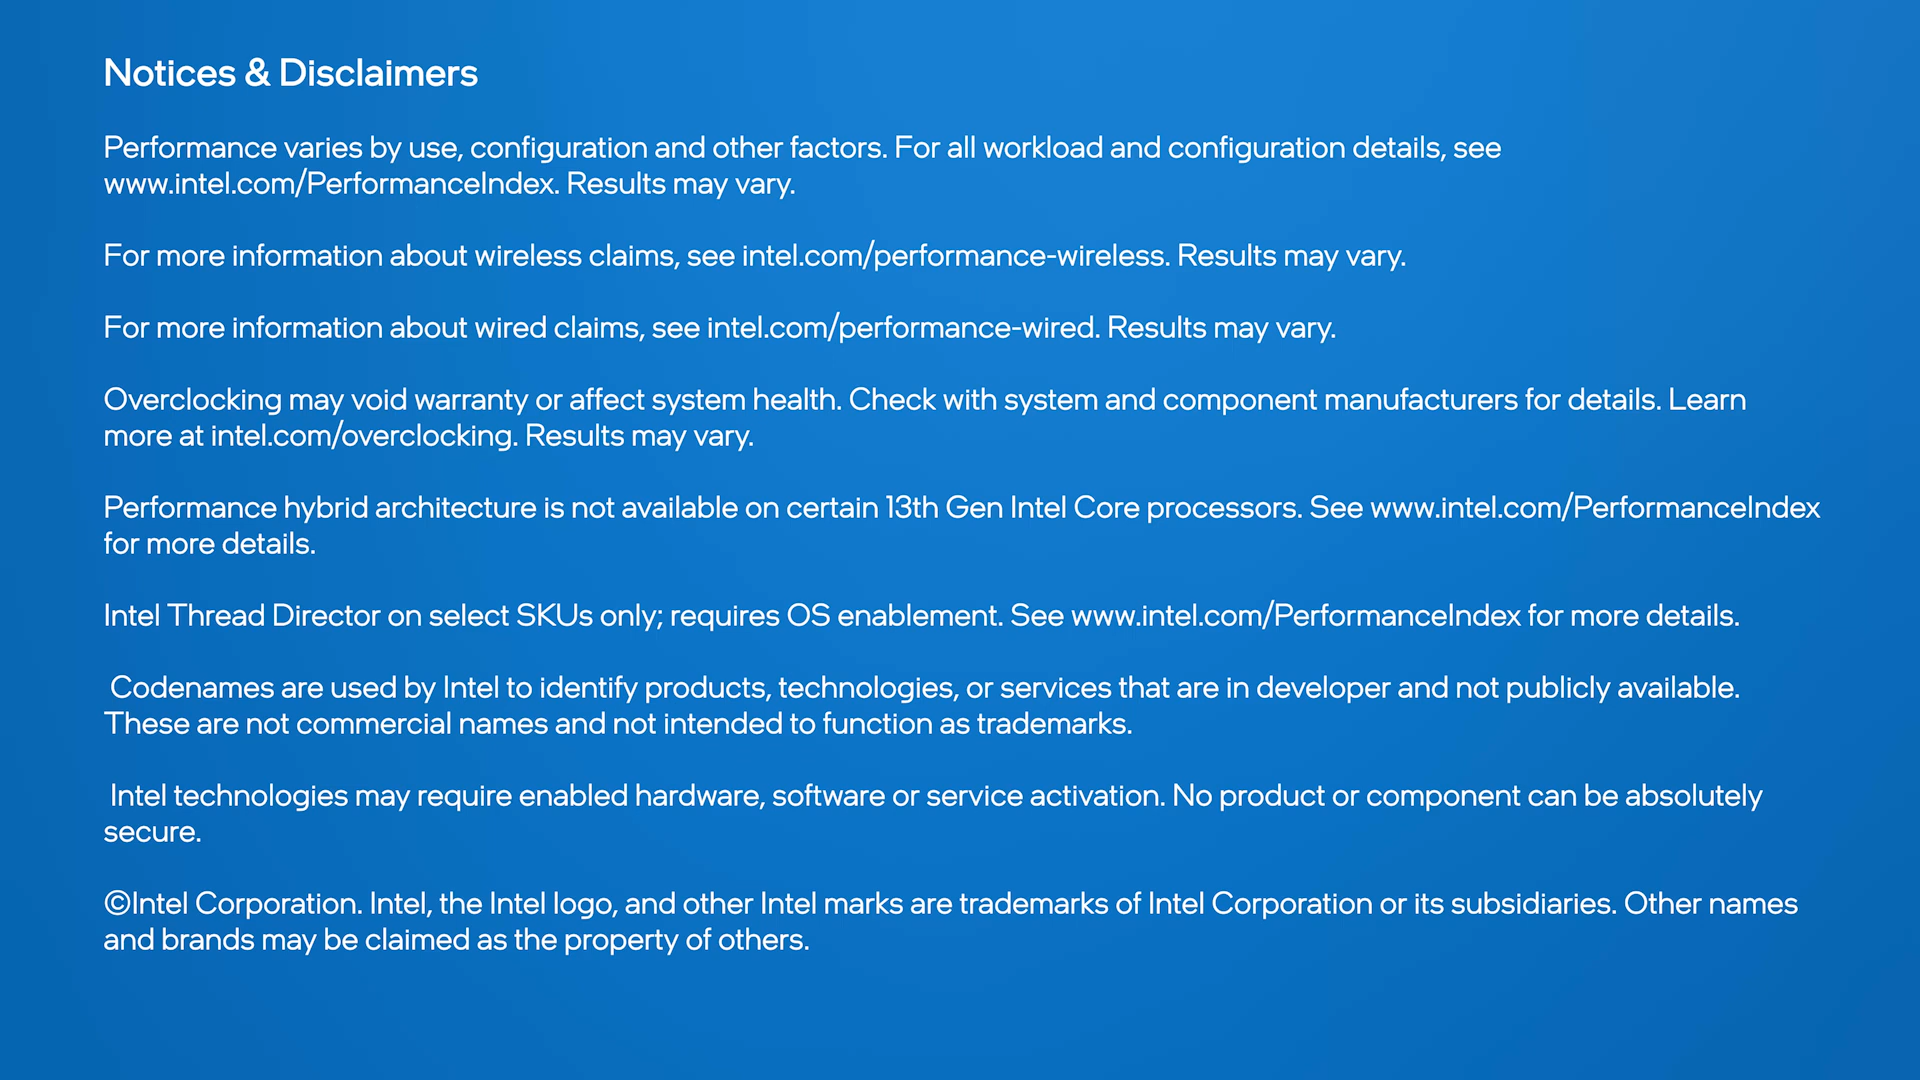 Notices & Disclaimers
Performance varies by use, configuration and other factors. For all workload and configuration details, see
www.intel.com/PerformanceIndex. Results may vary.
For more information about wireless claims, see intel.com/performance-wireless. Results may vary.
For more information about wired claims, see intel.com/performance-wired. Results may vary.
Overclocking may void warranty or affect system health. Check with system and component manufacturers for details. Learn
more at intel.com/overclocking. Results may vary.
Performance hybrid architecture is not available on certain 13th Gen Intel Core processors. See www.intel.com/PerformanceIndex
for more details.
Intel Thread Director on select SKUs only; requires OS enablement. See www.intel.com/PerformanceIndex for more details.
Codenames are used by Intel to identify products, technologies, or services that are in developer and not publicly available.
These are not commercial names and not intended to function as trademarks.
Intel technologies may require enabled hardware, software or service activation. No product or component can be absolutely
secure.
©Intel Corporation. Intel, the Intel logo, and other Intel marks are trademarks of Intel Corporation or its subsidiaries. Other names
and brands may be claimed as the property of others.